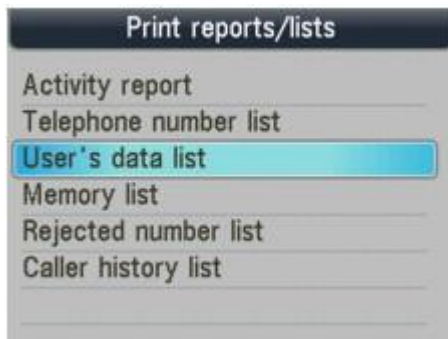 Print reports/lists
Activity report
Telephone number list
User's data list
Memory list
Rejected number list
Caller history list